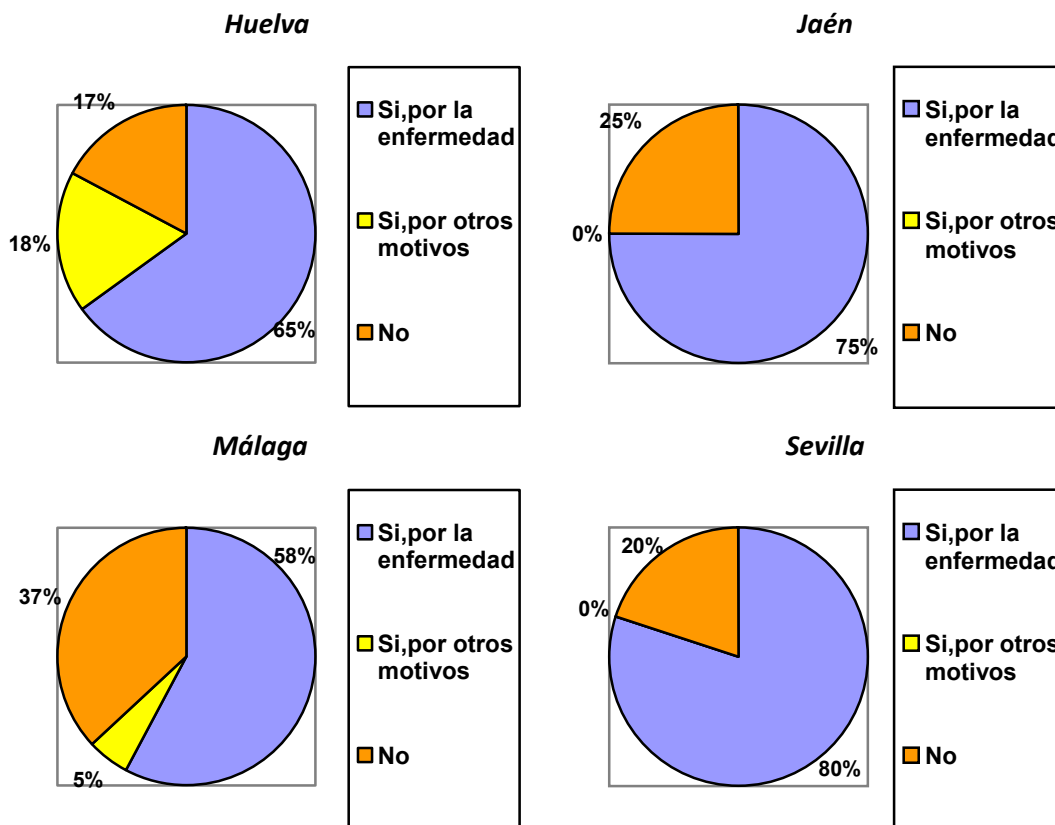 Huelva
17%
18%
65%
Si,por la
enfermedad
Si,por otros
motivos
No
Jaén
25%
0%
75%
Si,por la
enfermedad
Si,por otros
motivos
No
Málaga
58%
37%
5%
Si,por la
enfermedad
Si,por otros
motivos
No
Sevilla
20%
0%
80%
Si,por la
enfermedad
Si,por otros
motivos
No